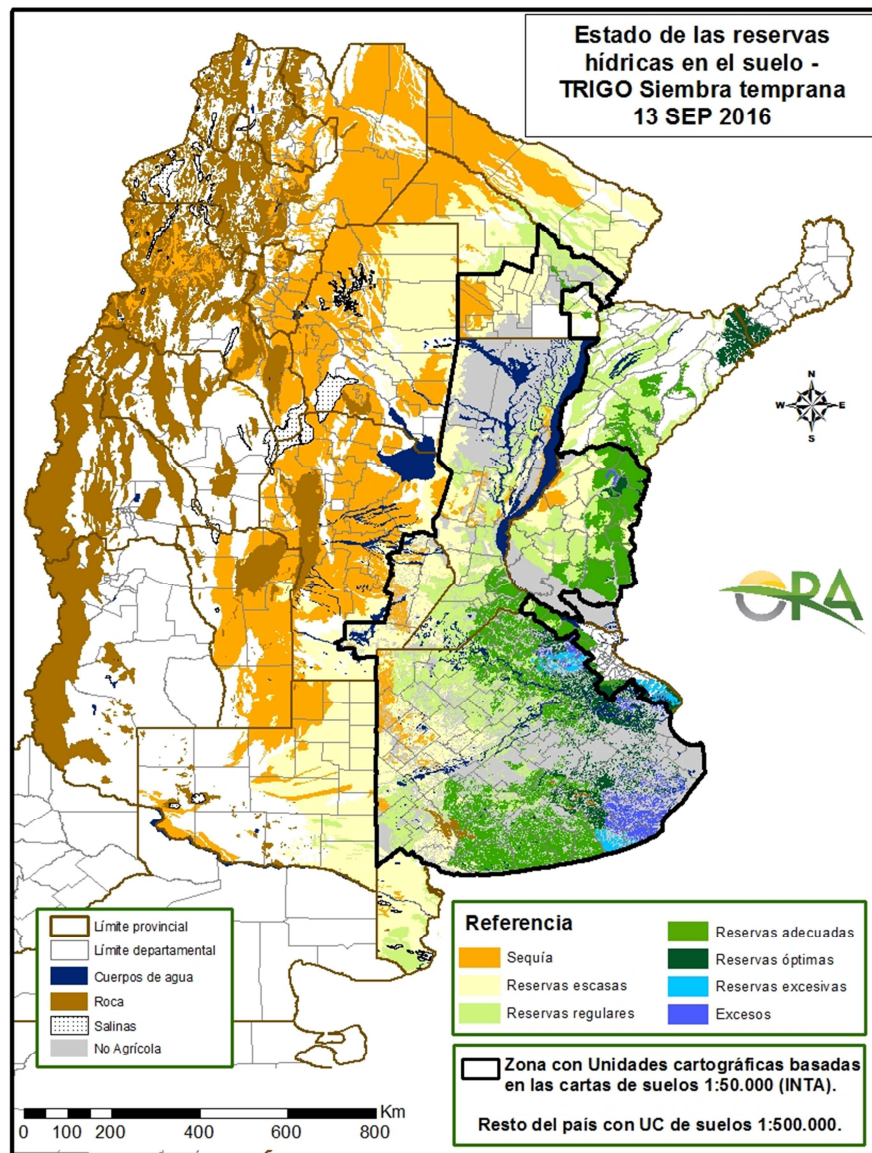 Estado de las reservas
hídricas en el suelo -
TRIGO Siembra temprana
13 SEP 2016
N
W
E
S
ORA
Límite provincial
Límite departamental
Cuerpos de agua
Roca
Salinas
No Agrícola
Referencia
Sequía
Reservas escasas
Reservas regulares
Reservas adecuadas
Reservas óptimas
Reservas excesivas
Excesos
Zona con Unidades cartográficas basadas
en las cartas de suelos 1:50.000 (INTA).
Resto del país con UC de suelos 1:500.000.
Km
0 100 200 400 600 800